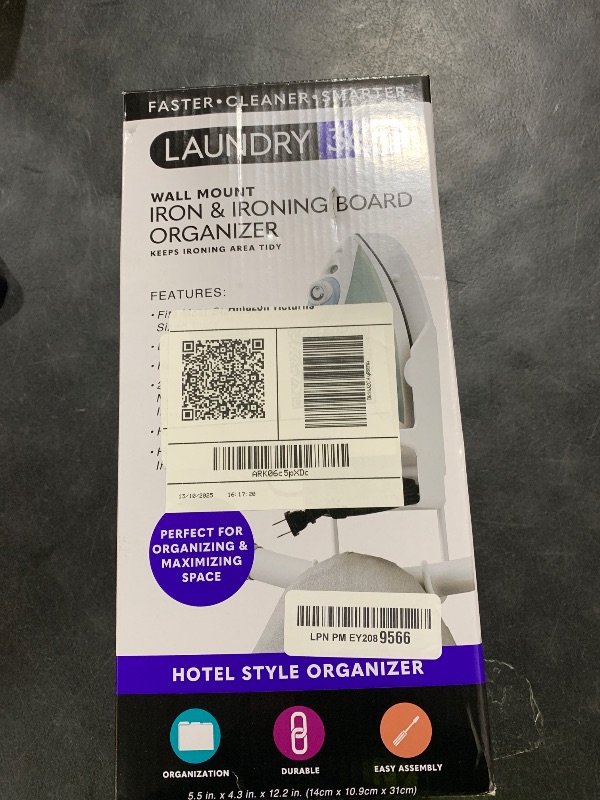 FASTER•CLEANER•SMARTER
LAUNDRY
WALL MOUNT
IRON & IRONING BOARD
ORGANIZER
KEEPS IRONING AREA TIDY
FEATURES:
Amazon Returns
ARK06c5pXDc
13/10/2025 16:17:20
PERFECT FOR
ORGANIZING &
MAXIMIZING
SPACE
LPN PM EY208 9566
HOTEL STYLE ORGANIZER
ORGANIZATION
DURABLE
EASY ASSEMBLY
5.5 in. x 4.3 in. x 12.2 in. (14cm x 10.9cm x 31cm)